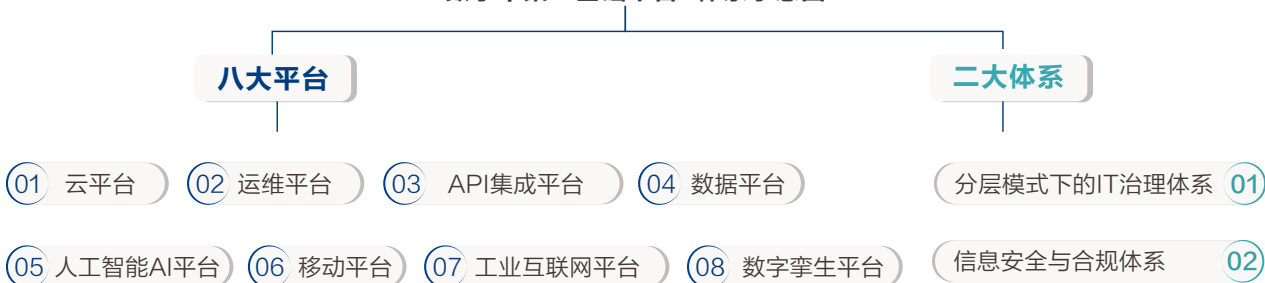 八大平台
二大体系
01 云平台
02 运维平台
03 API集成平台
04 数据平台
分层模式下的IT治理体系 01
05 人工智能AI平台
06 移动平台
07 工业互联网平台
08 数字孪生平台
信息安全与合规体系 02